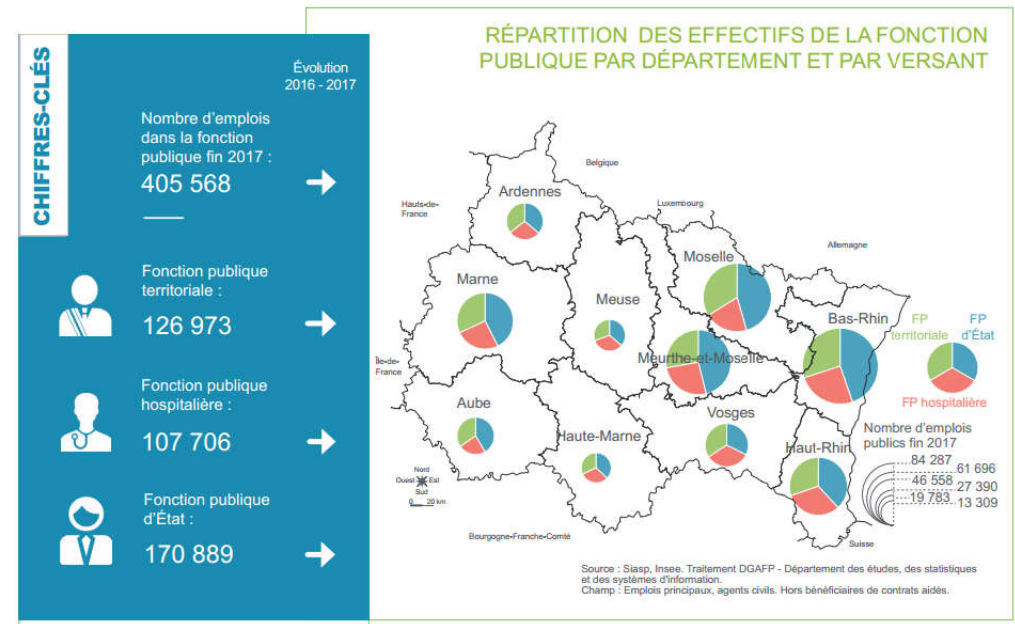 CHIFFRES-CLÉS
Évolution
2016 - 2017
Nombre d'emplois
dans la fonction
publique fin 2017 :
405 568
Fonction publique
territoriale :
126 973
Fonction publique
hospitalière :
107 706
Fonction publique
d'État :
170 889
RÉPARTITION DES EFFECTIFS DE LA FONCTION
PUBLIQUE PAR DÉPARTEMENT ET PAR VERSANT
Belgique
Ardennes
Hauts-de-
France
Luxembourg
Allemagne
Moselle
Marne
Meuse
Bas-Rhin
FP
territoriale
FP
d'État
Meurthe-et-Moselle
Île-de-
France
FP hospitalière
Aube
Vosges
Haute-Marne
Haut-Rhin
Nombre d'emplois
publics fin 2017
84 287
61 696
46 558
27 390
19 783
13 309
Nord
Ouest Est
Sud
0 20 km
Bourgogne-Franche-Comté
Suisse
Source : Siasp, Insee. Traitement DGAFP - Département des études, des statistiques
et des systèmes d'information.
Champ : Emplois principaux, agents civils. Hors bénéficiaires de contrats aidés.